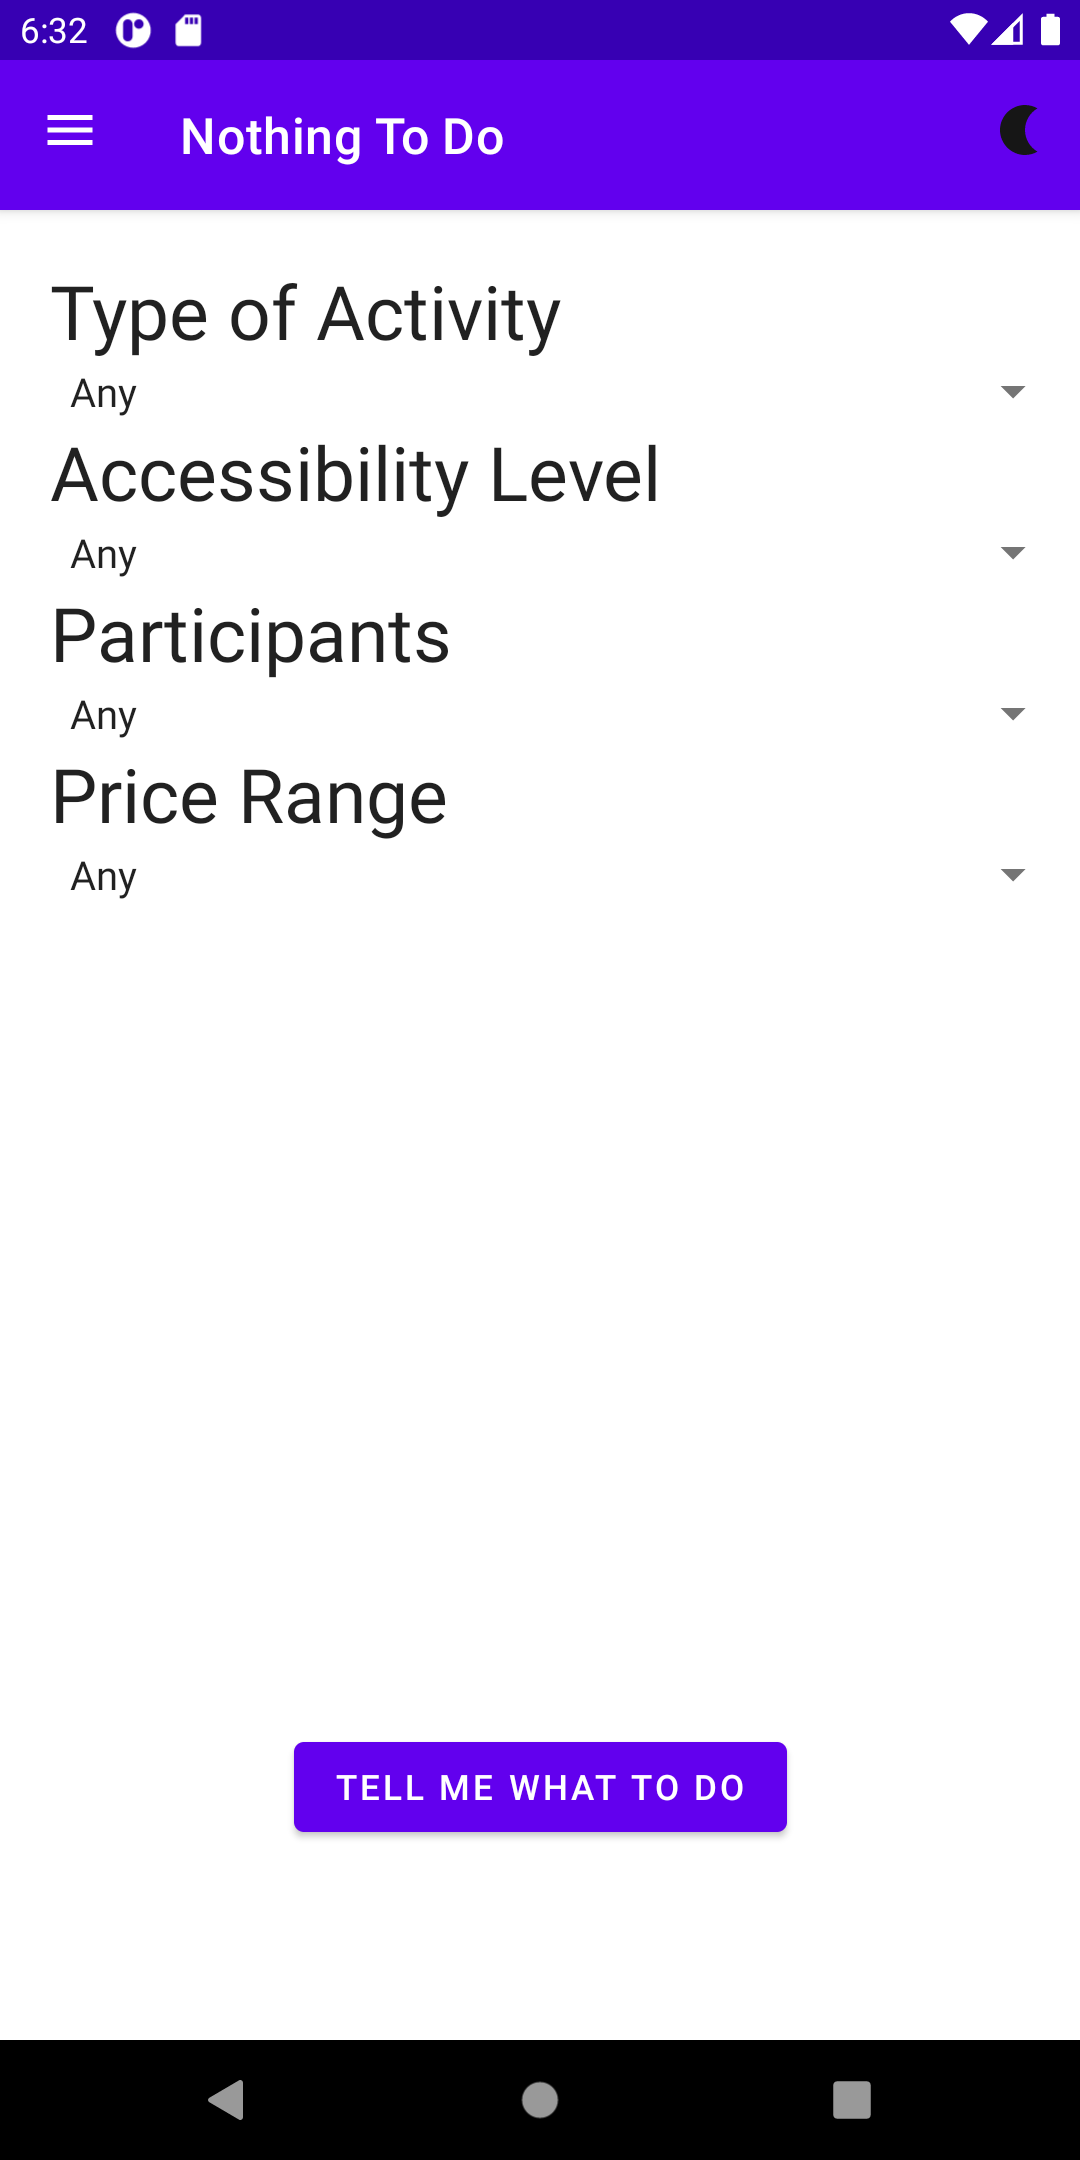 6:32
Nothing To Do
Type of Activity
Any
Accessibility Level
Any
Participants
Any
Price Range
Any
TELL ME WHAT TO DO